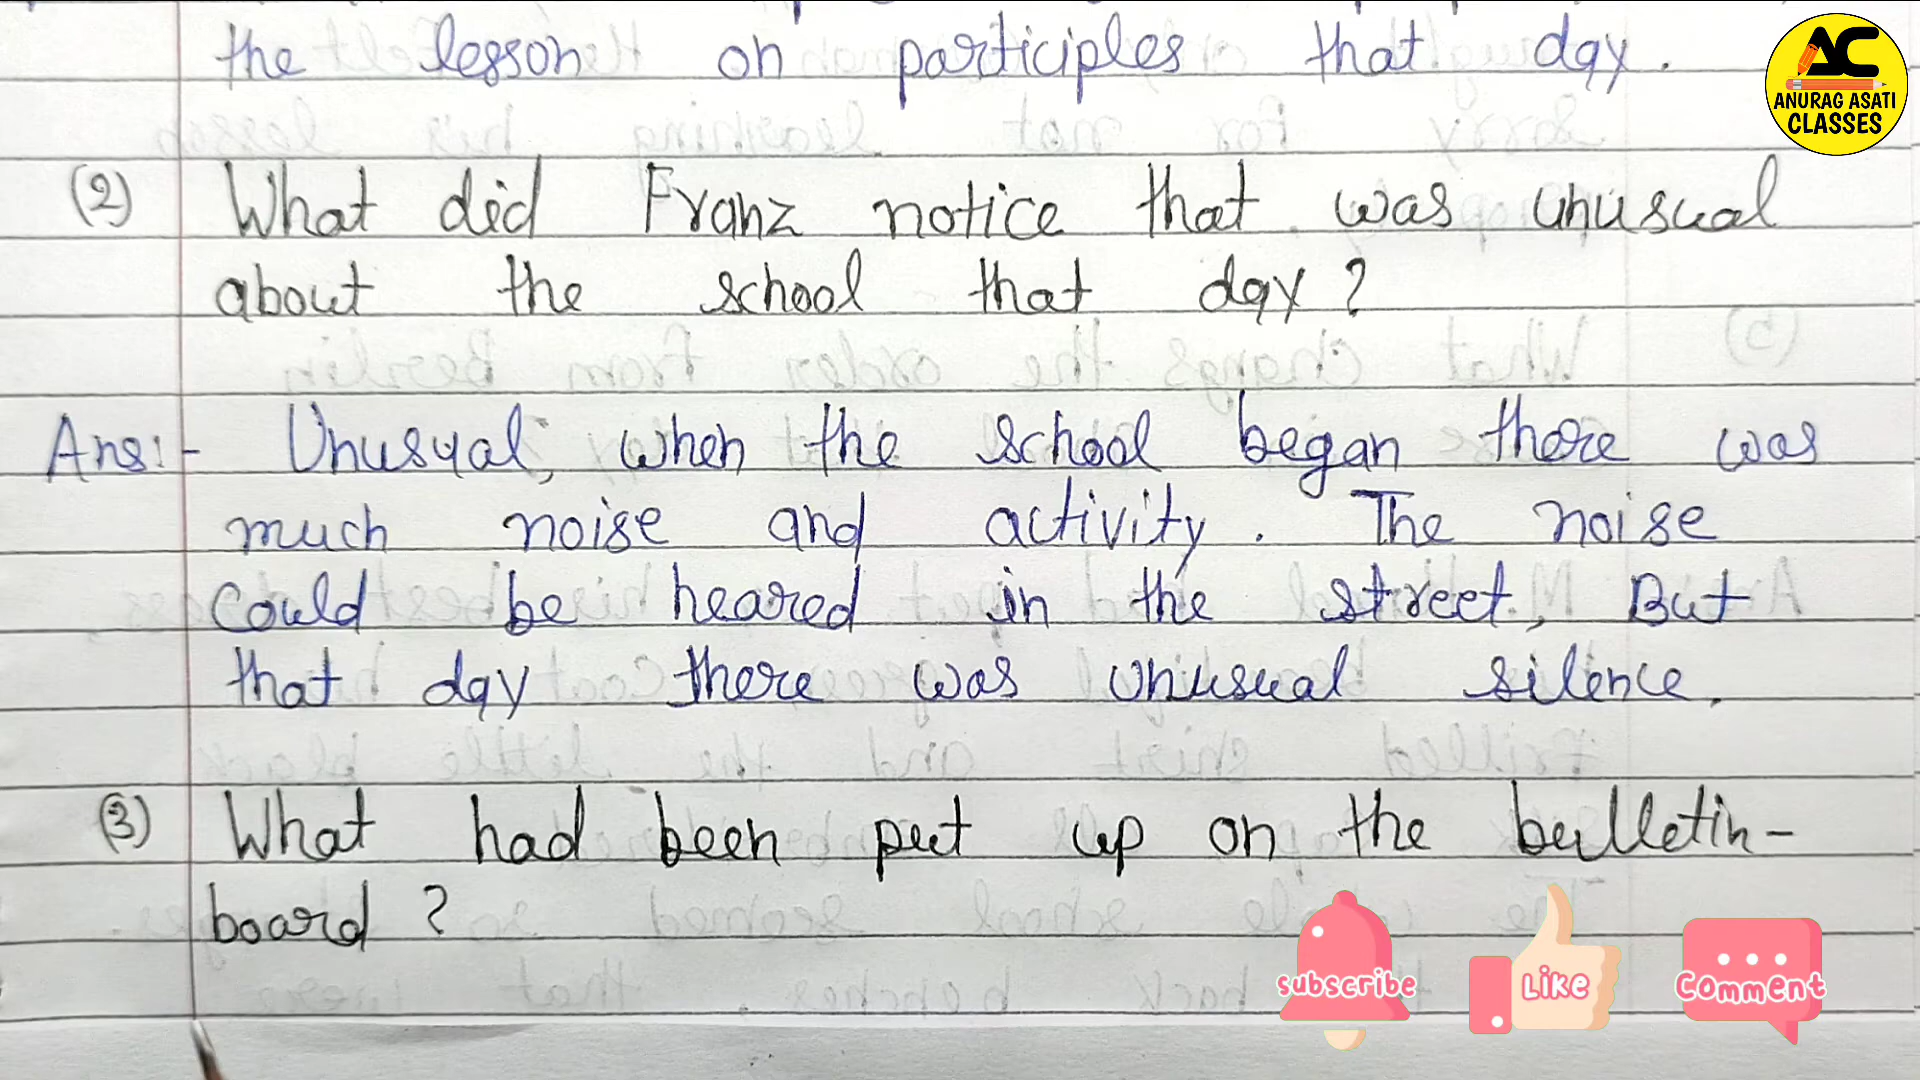 the lesson on participles that day.
ANURAG ASATI
CLASSES
(2) What did Franz notice that was unusual
about the school that day?
Ans:- Unusual, when the school began there was
much noise and activity. The noise
could be heared in the street, But
that day there was unusual silence.
(3) What had been put up on the bulletin-
board?
subscribe LIKE Comment